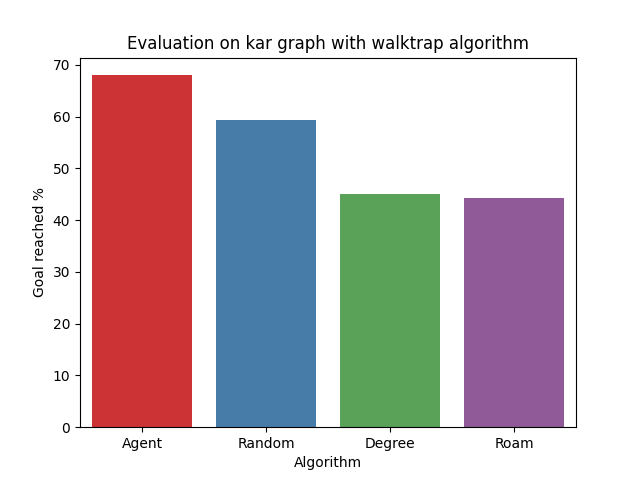 Evaluation on kar graph with walktrap algorithm
Goal reached %
70
60
50
40
30
20
10
0
Agent Random Degree Roam
Algorithm